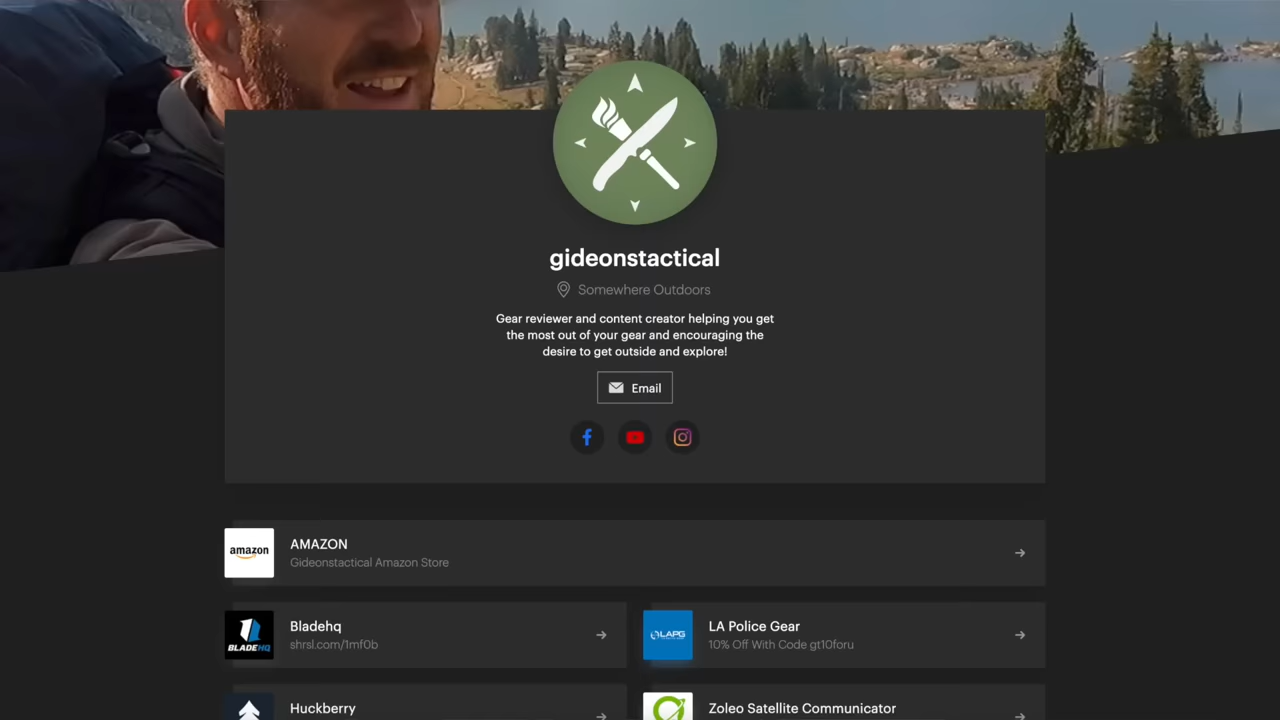 gideonstactical
Somewhere Outdoors
Gear reviewer and content creator helping you get
the most out of your gear and encouraging the
desire to get outside and explore!
Email
amazon
AMAZON
Gideonstactical Amazon Store
BLADEHQ
Bladehq
shrsl.com/1mf0b
LAPG
LA Police Gear
10% Off With Code gt10foru
Huckberry
Zoleo Satellite Communicator